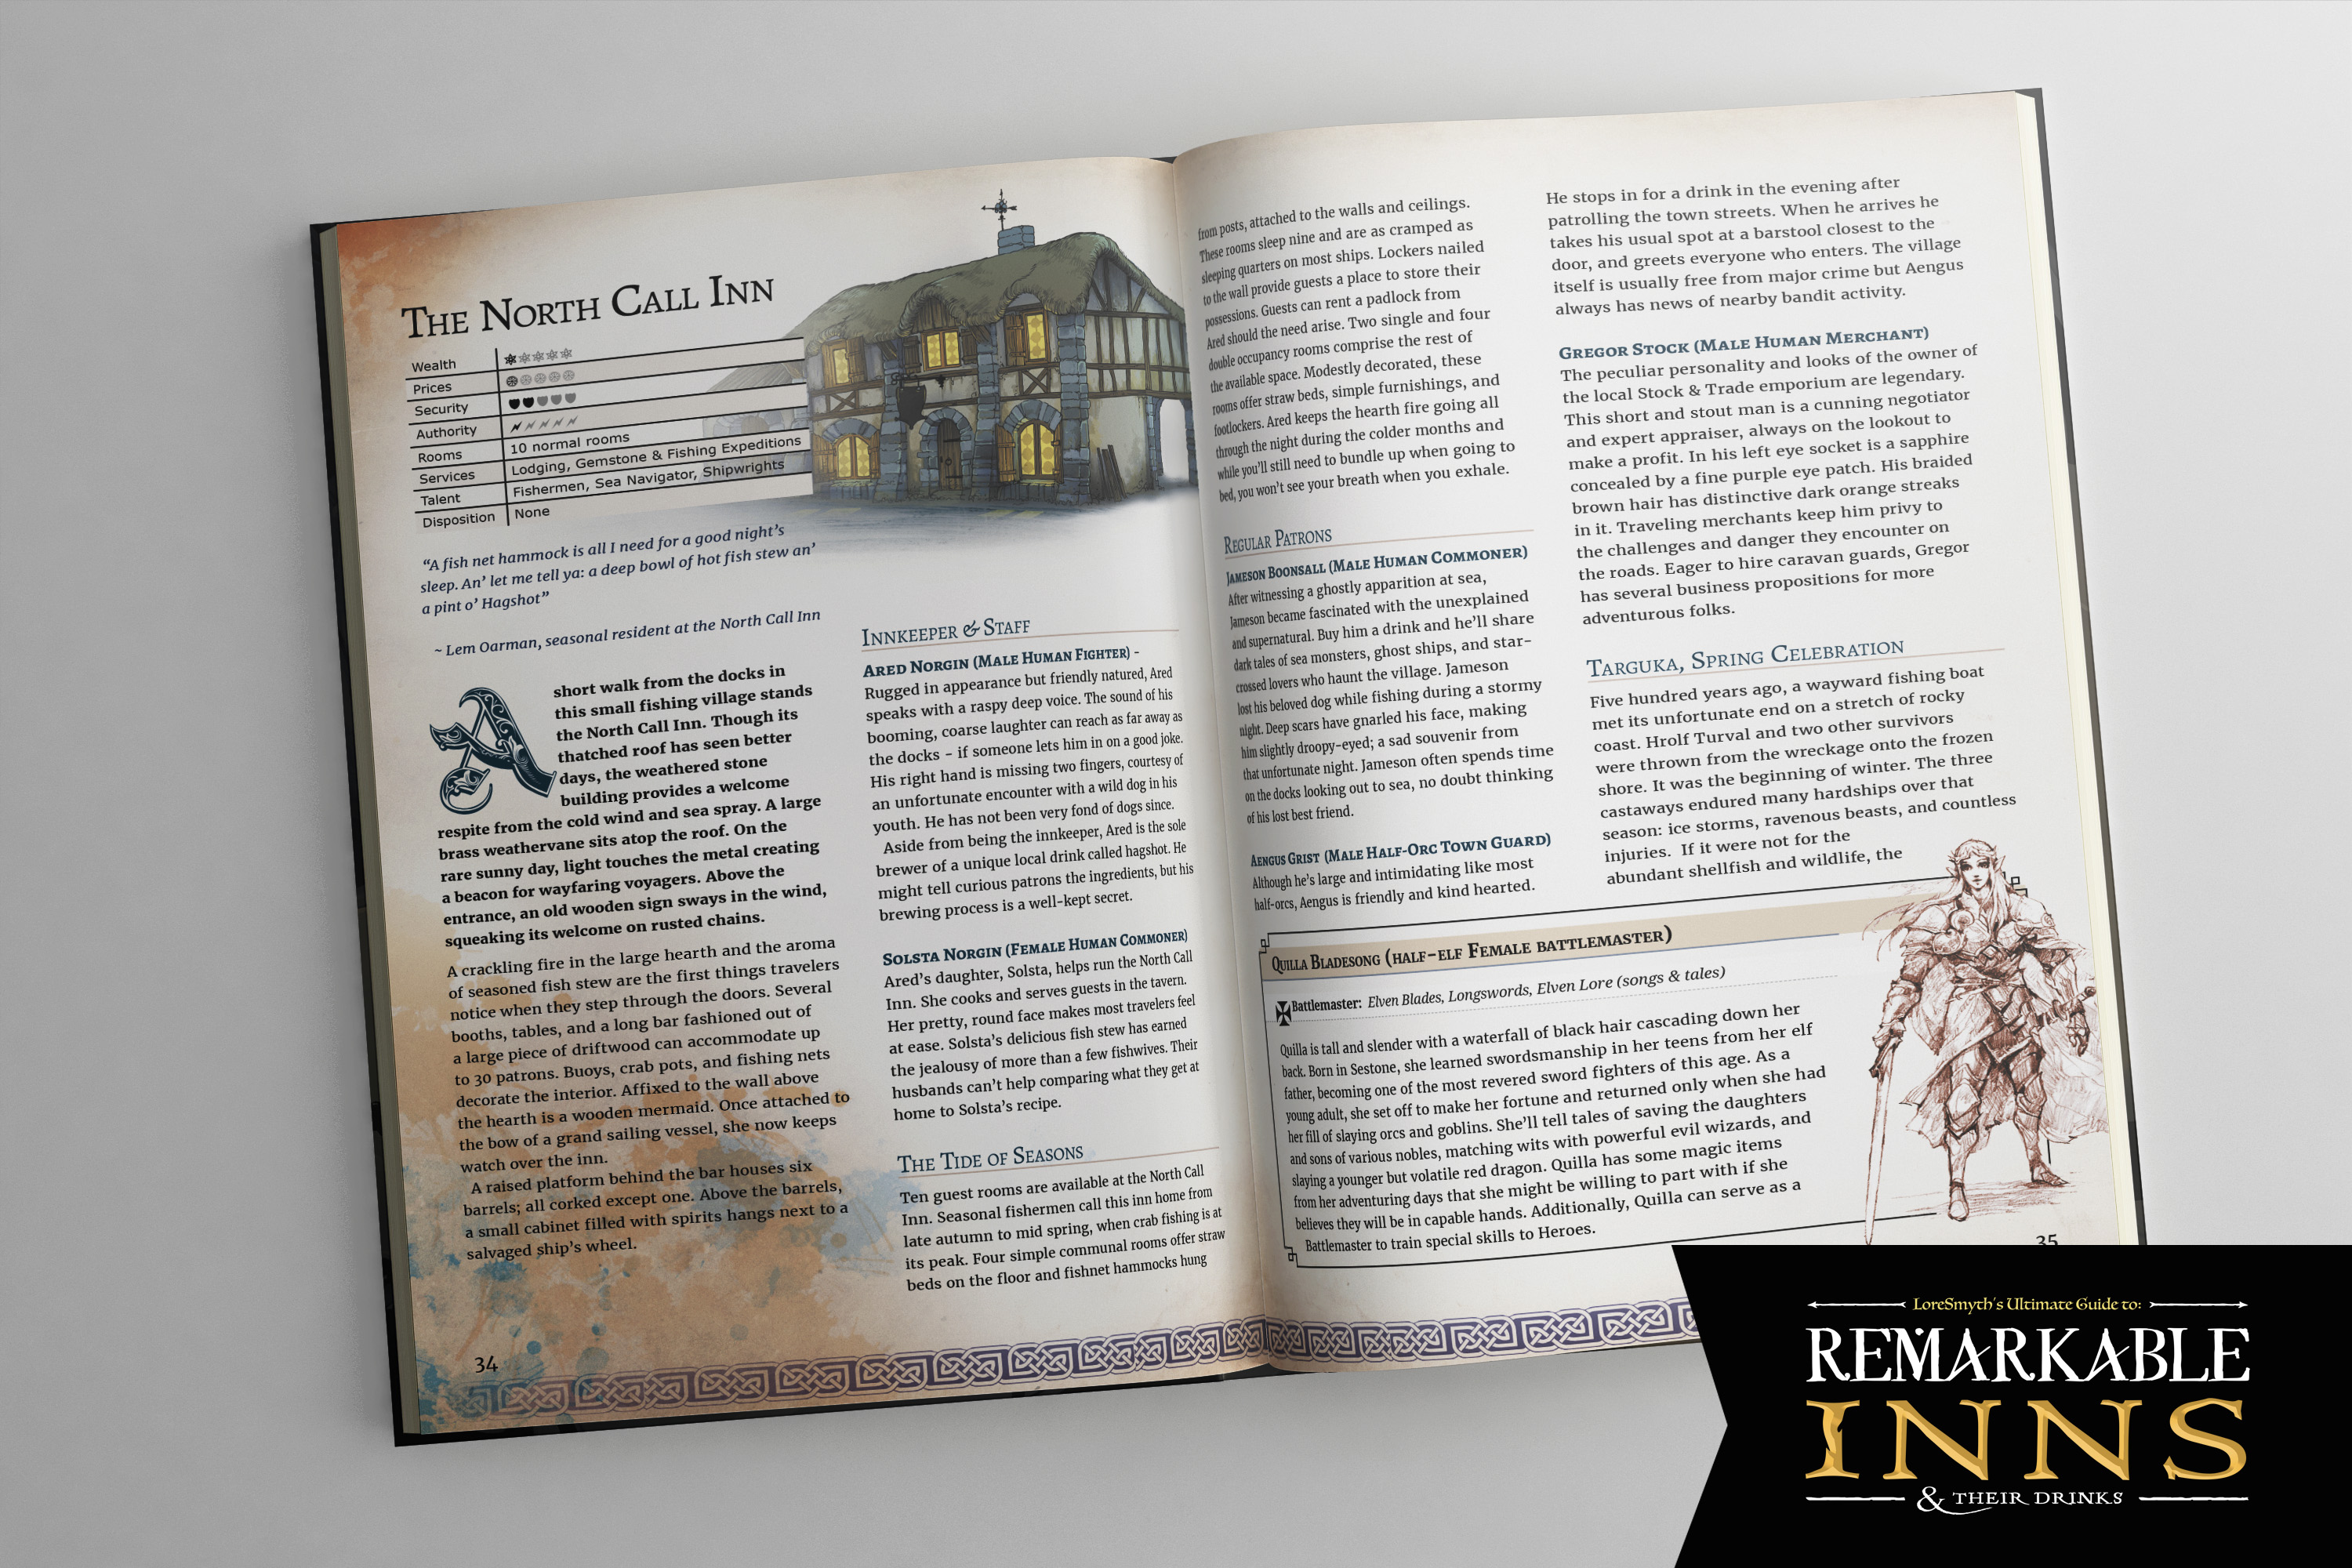 The North Call Inn
Wealth
Prices
Security
Authority
Rooms 10 normal rooms
Services Lodging, Gemstone & Fishing Expeditions
Talent Fishermen, Sea Navigator, Shipwrights
Disposition None
“A fish net hammock is all I need for a good night’s
sleep. An’ let me tell ya: a deep bowl of hot fish stew an’
a pint o’ Hagshot”
~ Lem Oarman, seasonal resident at the North Call Inn
A short walk from the docks in
this small fishing village stands
the North Call Inn. Though its
thatched roof has seen better
days, the weathered stone
building provides a welcome
respite from the cold wind and sea spray. A large
brass weathervane sits atop the roof. On the
rare sunny day, light touches the metal creating
a beacon for wayfaring voyagers. Above the
entrance, an old wooden sign sways in the wind,
squeaking its welcome on rusted chains.
A crackling fire in the large hearth and the aroma
of seasoned fish stew are the first things travelers
notice when they step through the doors. Several
booths, tables, and a long bar fashioned out of
a large piece of driftwood can accommodate up
to 30 patrons. Buoys, crab pots, and fishing nets
decorate the interior. Affixed to the wall above
the hearth is a wooden mermaid. Once attached to
the bow of a grand sailing vessel, she now keeps
watch over the inn.
A raised platform behind the bar houses six
barrels; all corked except one. Above the barrels,
a small cabinet filled with spirits hangs next to a
salvaged ship’s wheel.
34
Innkeeper & Staff
Ared Norgin (Male Human Fighter) -
Rugged in appearance but friendly natured, Ared
speaks with a raspy deep voice. The sound of his
booming, coarse laughter can reach as far away as
the docks - if someone lets him in on a good joke.
His right hand is missing two fingers, courtesy of
an unfortunate encounter with a wild dog in his
youth. He has not been very fond of dogs since.
Aside from being the innkeeper, Ared is the sole
brewer of a unique local drink called hagshot. He
might tell curious patrons the ingredients, but his
brewing process is a well-kept secret.
Solsta Norgin (Female Human Commoner)
Ared’s daughter, Solsta, helps run the North Call
Inn. She cooks and serves guests in the tavern.
Her pretty, round face makes most travelers feel
at ease. Solsta’s delicious fish stew has earned
the jealousy of more than a few fishwives. Their
husbands can’t help comparing what they get at
home to Solsta’s recipe.
The Tide of Seasons
Ten guest rooms are available at the North Call
Inn. Seasonal fishermen call this inn home from
late autumn to mid spring, when crab fishing is at
its peak. Four simple communal rooms offer straw
beds on the floor and fishnet hammocks hung
from posts, attached to the walls and ceilings.
These rooms sleep nine and are as cramped as
sleeping quarters on most ships. Lockers nailed
to the wall provide guests a place to store their
possessions. Guests can rent a padlock from
Ared should the need arise. Two single and four
double occupancy rooms comprise the rest of
the available space. Modestly decorated, these
rooms offer straw beds, simple furnishings, and
footlockers. Ared keeps the hearth fire going all
through the night during the colder months and
while you’ll still need to bundle up when going to
bed, you won’t see your breath when you exhale.
Regular Patrons
Jameson Boonsall (Male Human Commoner)
After witnessing a ghostly apparition at sea,
Jameson became fascinated with the unexplained
and supernatural. Buy him a drink and he’ll share
dark tales of sea monsters, ghost ships, and star-
crossed lovers who haunt the village. Jameson
lost his beloved dog while fishing during a stormy
night. Deep scars have gnarled his face, making
him slightly droopy-eyed; a sad souvenir from
that unfortunate night. Jameson often spends time
on the docks looking out to sea, no doubt thinking
of his lost best friend.
Aengus Grist (Male Half-Orc Town Guard)
Although he’s large and intimidating like most
half-orcs, Aengus is friendly and kind hearted.
He stops in for a drink in the evening after
patrolling the town streets. When he arrives he
takes his usual spot at a barstool closest to the
door, and greets everyone who enters. The village
itself is usually free from major crime but Aengus
always has news of nearby bandit activity.
Gregor Stock (Male Human Merchant)
The peculiar personality and looks of the owner of
the local Stock & Trade emporium are legendary.
This short and stout man is a cunning negotiator
and expert appraiser, always on the lookout to
make a profit. In his left eye socket is a sapphire
concealed by a fine purple eye patch. His braided
brown hair has distinctive dark orange streaks
in it. Traveling merchants keep him privy to
the challenges and danger they encounter on
the roads. Eager to hire caravan guards, Gregor
has several business propositions for more
adventurous folks.
Targuka, Spring Celebration
Five hundred years ago, a wayward fishing boat
met its unfortunate end on a stretch of rocky
coast. Hrolf Turval and two other survivors
were thrown from the wreckage onto the frozen
shore. It was the beginning of winter. The three
castaways endured many hardships over that
season: ice storms, ravenous beasts, and countless
injuries. If it were not for the
abundant shellfish and wildlife, the
Quilla Bladesong (half-elf Female battlemaster)
Battlemaster: Elven Blades, Longswords, Elven Lore (songs & tales)
Quilla is tall and slender with a waterfall of black hair cascading down her
back. Born in Sestone, she learned swordsmanship in her teens from her elf
father, becoming one of the most revered sword fighters of this age. As a
young adult, she set off to make her fortune and returned only when she had
her fill of slaying orcs and goblins. She’ll tell tales of saving the daughters
and sons of various nobles, matching wits with powerful evil wizards, and
slaying a younger but volatile red dragon. Quilla has some magic items
from her adventuring days that she might be willing to part with if she
believes they will be in capable hands. Additionally, Quilla can serve as a
Battlemaster to train special skills to Heroes.
35
LoreSmyth's Ultimate Guide to:
REMARKABLE
INNS
& THEIR DRINKS